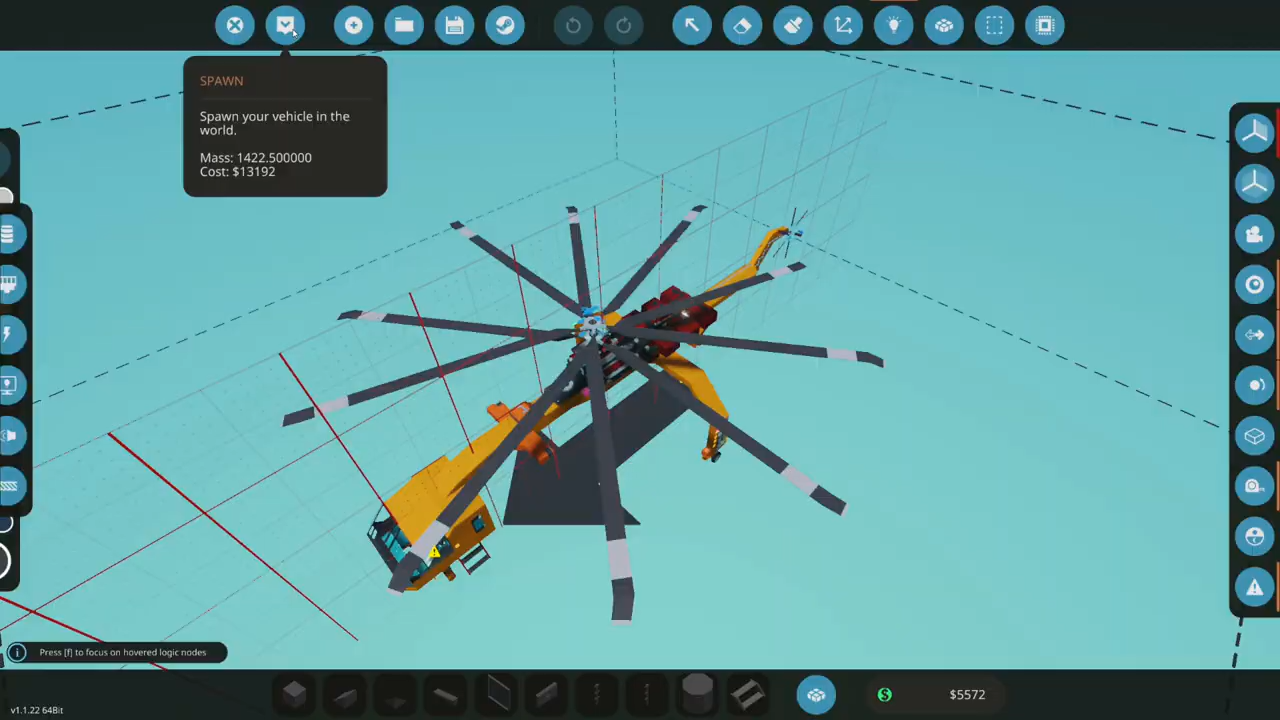 SPAWN
Spawn your vehicle in the
world.
Mass: 1422.500000
Cost: $13192
Press [f] to focus on hovered logic nodes
$5572
v1.1.22 64Bit